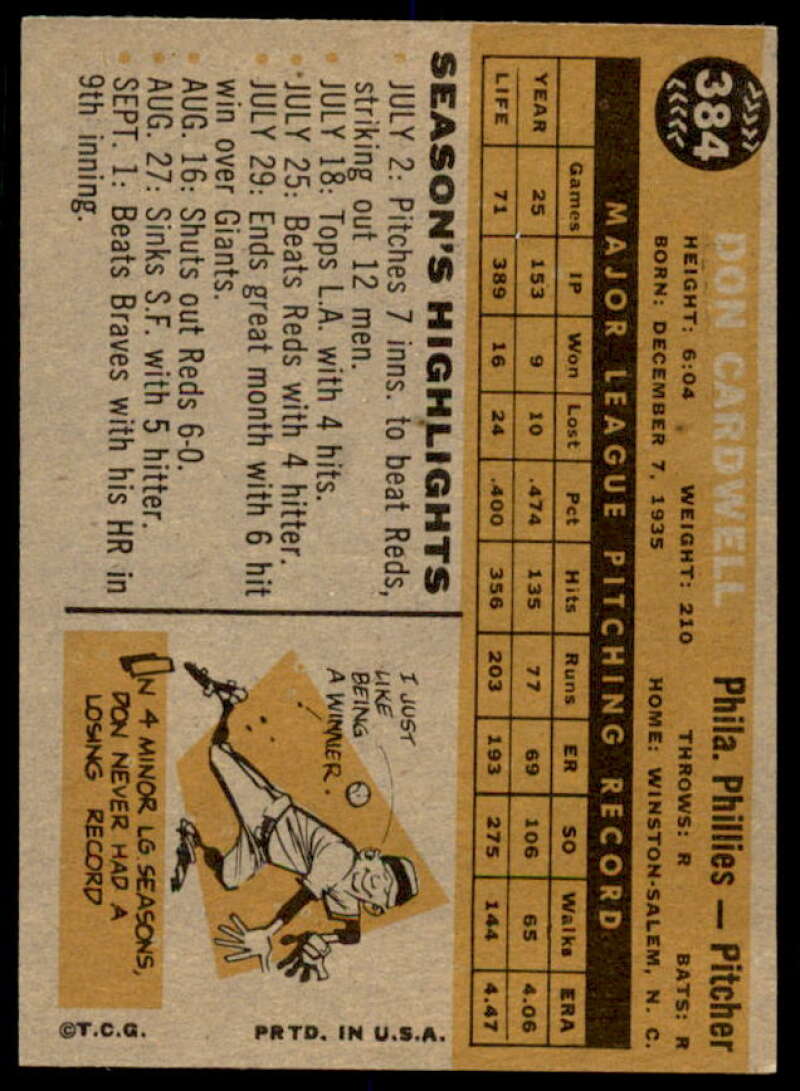 384
DON CARDWELL
Phila. Phillies — Pitcher
HEIGHT: 6:04 WEIGHT: 210 THROWS: R BATS: R
BORN: DECEMBER 7, 1935 HOME: WINSTON-SALEM, N. C.
MAJOR LEAGUE PITCHING RECORD
Games IP Won Lost Pct Hits Runs ER SO Walks ERA
YEAR 25 153 9 10 .474 135 77 69 106 65 4.06
LIFE 71 389 16 24 .400 356 203 193 275 144 4.47
SEASON'S HIGHLIGHTS
JULY 2: Pitches 7 inns. to beat Reds,
striking out 12 men.
JULY 18: Tops L.A. with 4 hits.
JULY 25: Beats Reds with 4 hitter.
JULY 29: Ends great month with 6 hit
win over Giants.
AUG. 16: Shuts out Reds 6-0.
AUG. 27: Sinks S.F. with 5 hitter.
SEPT. 1: Beats Braves with his HR in
9th inning.
I JUST
LIKE
BEING
A WINNER.
IN 4 MINOR LG. SEASONS,
DON NEVER HAD A
LOSING RECORD
©T.C.G. PRTD. IN U.S.A.